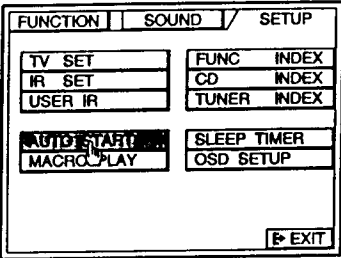 FUNCTION SOUND SETUP
TV SET FUNC INDEX
IR SET CD INDEX
USER IR TUNER INDEX
AUTO START SLEEP TIMER
MACRO PLAY OSD SETUP
EXIT